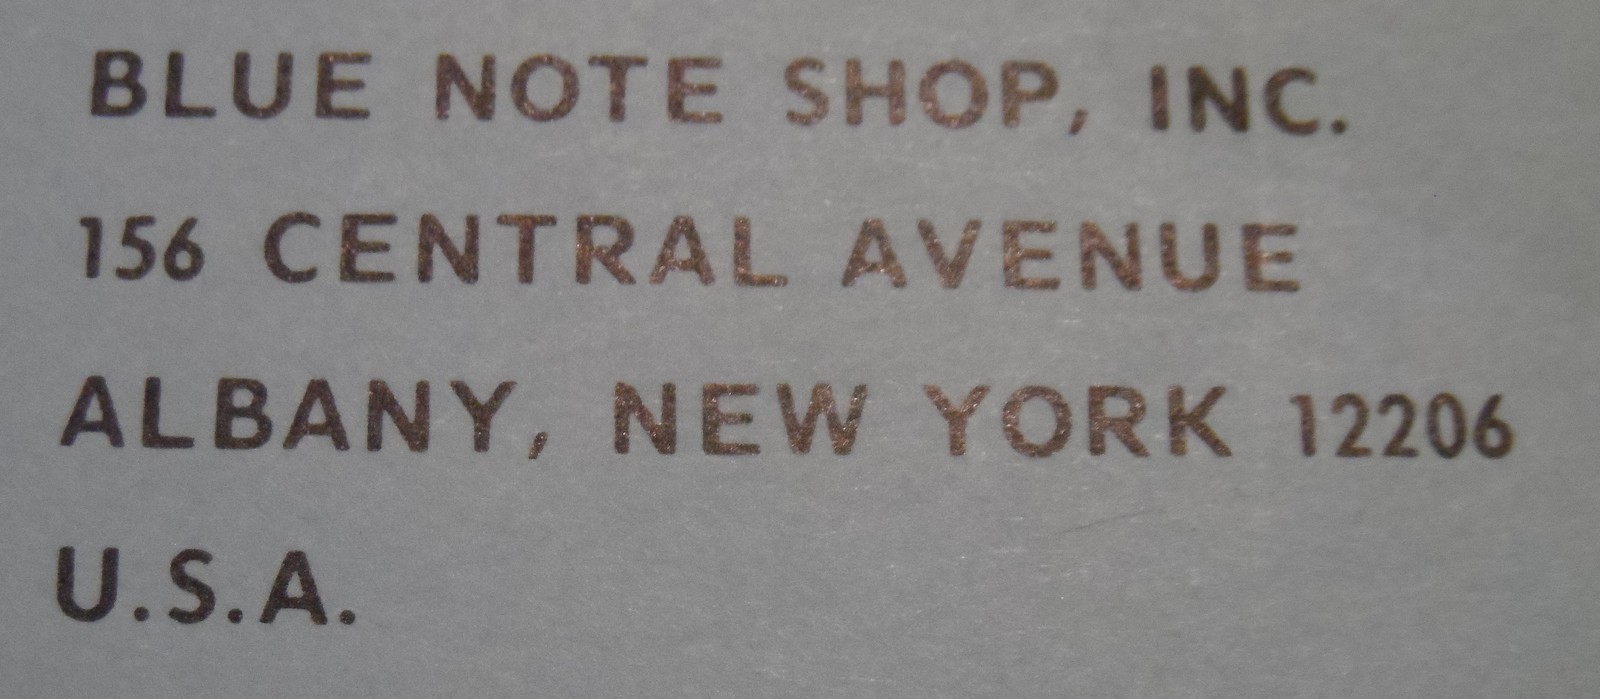 BLUE NOTE SHOP, INC.
156 CENTRAL AVENUE
ALBANY, NEW YORK 12206
U.S.A.